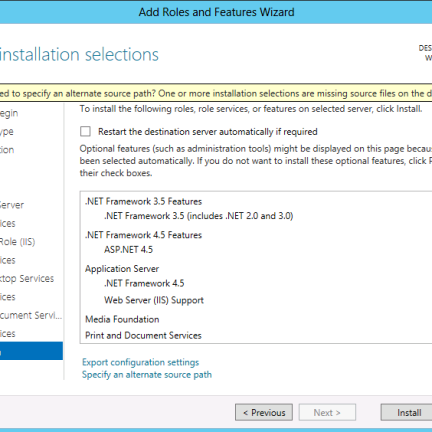 Add Roles and Features Wizard
installation selections
DES
W
ed to specify an alternate source path? One or more installation selections are missing source files on the d
To install the following roles, role services, or features on selected server, click Install.
Restart the destination server automatically if required
Optional features (such as administration tools) might be displayed on this page becau
been selected automatically. If you do not want to install these optional features, click P
their check boxes.
egin
ype
tion
Server
ices
Role (IIS)
ices
ktop Services
ices
cument Servi...
ices
.NET Framework 3.5 Features
.NET Framework 3.5 (includes .NET 2.0 and 3.0)
.NET Framework 4.5 Features
ASP.NET 4.5
Application Server
.NET Framework 4.5
Web Server (IIS) Support
Media Foundation
Print and Document Services
Export configuration settings
Specify an alternate source path
< Previous
Next >
Install